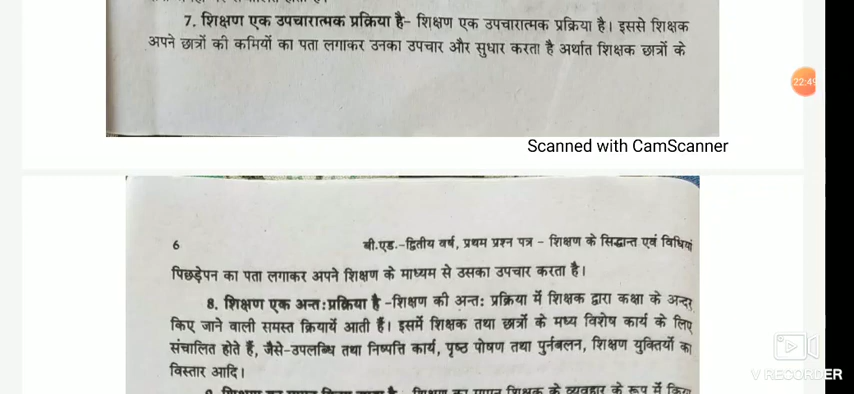 7. शिक्षण एक उपचारात्मक प्रक्रिया है- शिक्षण एक उपचारात्मक प्रक्रिया है। इससे शिक्षक
अपने छात्रों की कमियों का पता लगाकर उनका उपचार और सुधार करता है अर्थात शिक्षक छात्रों के
22:49
Scanned with CamScanner
6 बी.एड.-द्वितीय वर्ष, प्रथम प्रश्न पत्र - शिक्षण के सिद्धान्त एवं विधियां
पिछड़ेपन का पता लगाकर अपने शिक्षण के माध्यम से उसका उपचार करता है।
8. शिक्षण एक अन्त:प्रक्रिया है -शिक्षण की अन्त: प्रक्रिया में शिक्षक द्वारा कक्षा के अन्दर
किए जाने वाली समस्त क्रियायें आती हैं। इसमें शिक्षक तथा छात्रों के मध्य विशेष कार्य के लिए
संचालित होते हैं, जैसे-उपलब्धि तथा निष्पत्ति कार्य, पृष्ठ पोषण तथा पुर्नबलन, शिक्षण युक्तियों का
विस्तार आदि।
V RECORDER